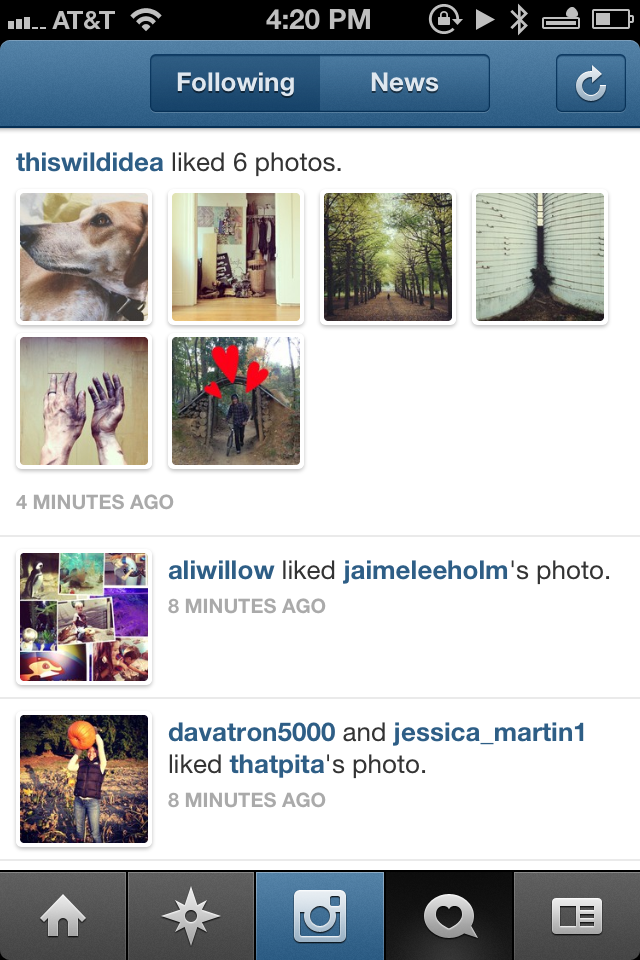 AT&T 4:20 PM
Following News
thiswildidea liked 6 photos.
4 MINUTES AGO
aliwillow liked jaimeleeholm's photo.
8 MINUTES AGO
davatron5000 and jessica_martin1
liked thatpita's photo.
8 MINUTES AGO